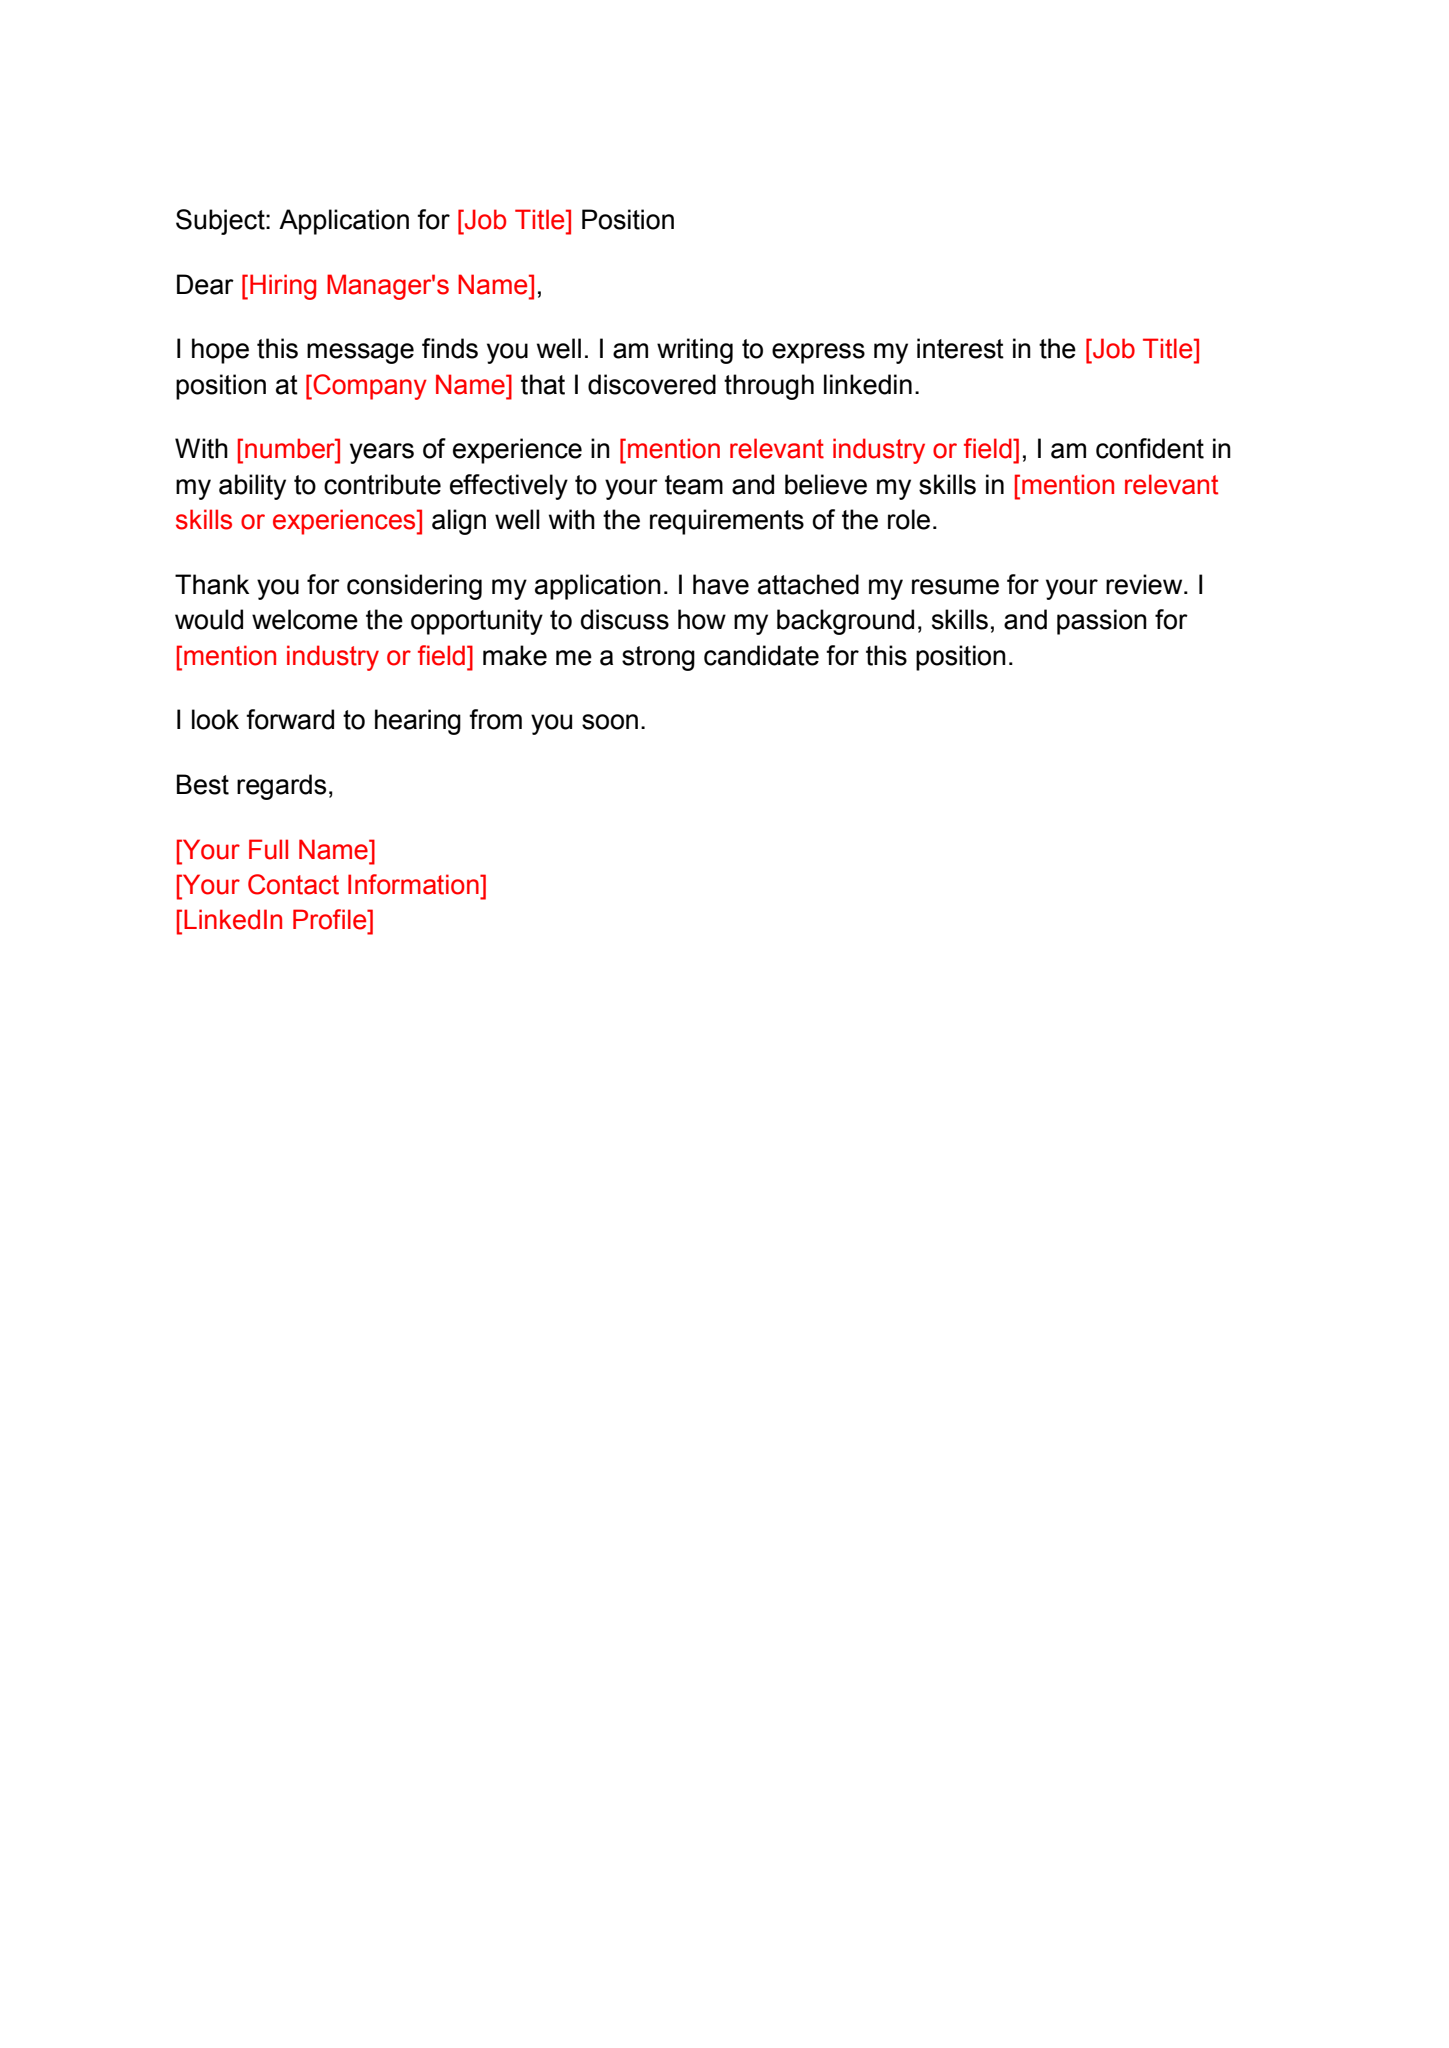 Subject: Application for [Job Title] Position
Dear [Hiring Manager's Name],
I hope this message finds you well. I am writing to express my interest in the [Job Title]
position at [Company Name] that I discovered through linkedin.
With [number] years of experience in [mention relevant industry or field], I am confident in
my ability to contribute effectively to your team and believe my skills in [mention relevant
skills or experiences] align well with the requirements of the role.
Thank you for considering my application. I have attached my resume for your review. I
would welcome the opportunity to discuss how my background, skills, and passion for
[mention industry or field] make me a strong candidate for this position.
I look forward to hearing from you soon.
Best regards,
[Your Full Name]
[Your Contact Information]
[LinkedIn Profile]